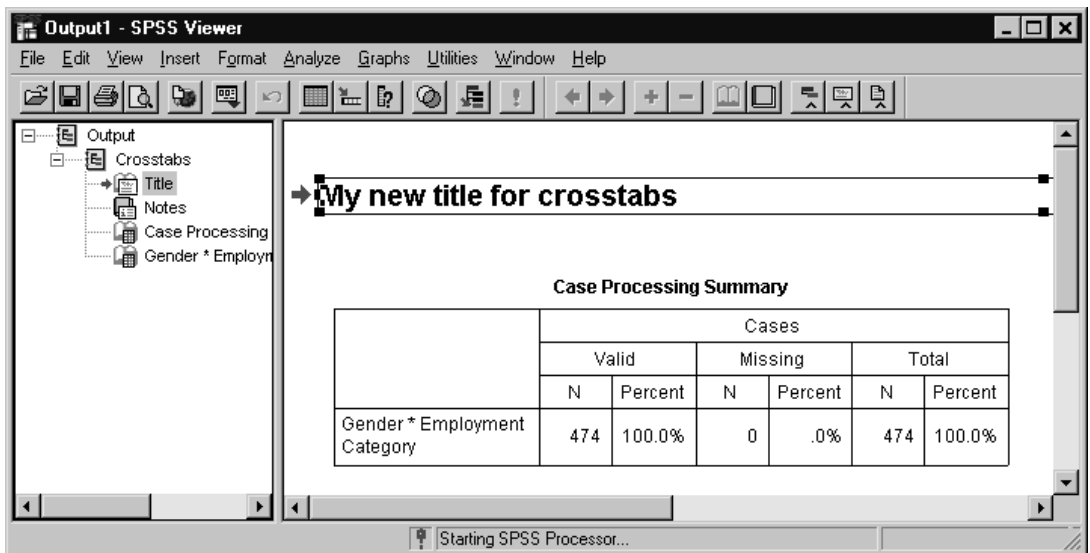 Output1 - SPSS Viewer
File Edit View Insert Format Analyze Graphs Utilities Window Help
Output
Crosstabs
Title
Notes
Case Processing
Gender * Employm
My new title for crosstabs
Case Processing Summary
Cases
Valid Missing Total
N Percent N Percent N Percent
Gender * Employment Category 474 100.0% 0 .0% 474 100.0%
Starting SPSS Processor...